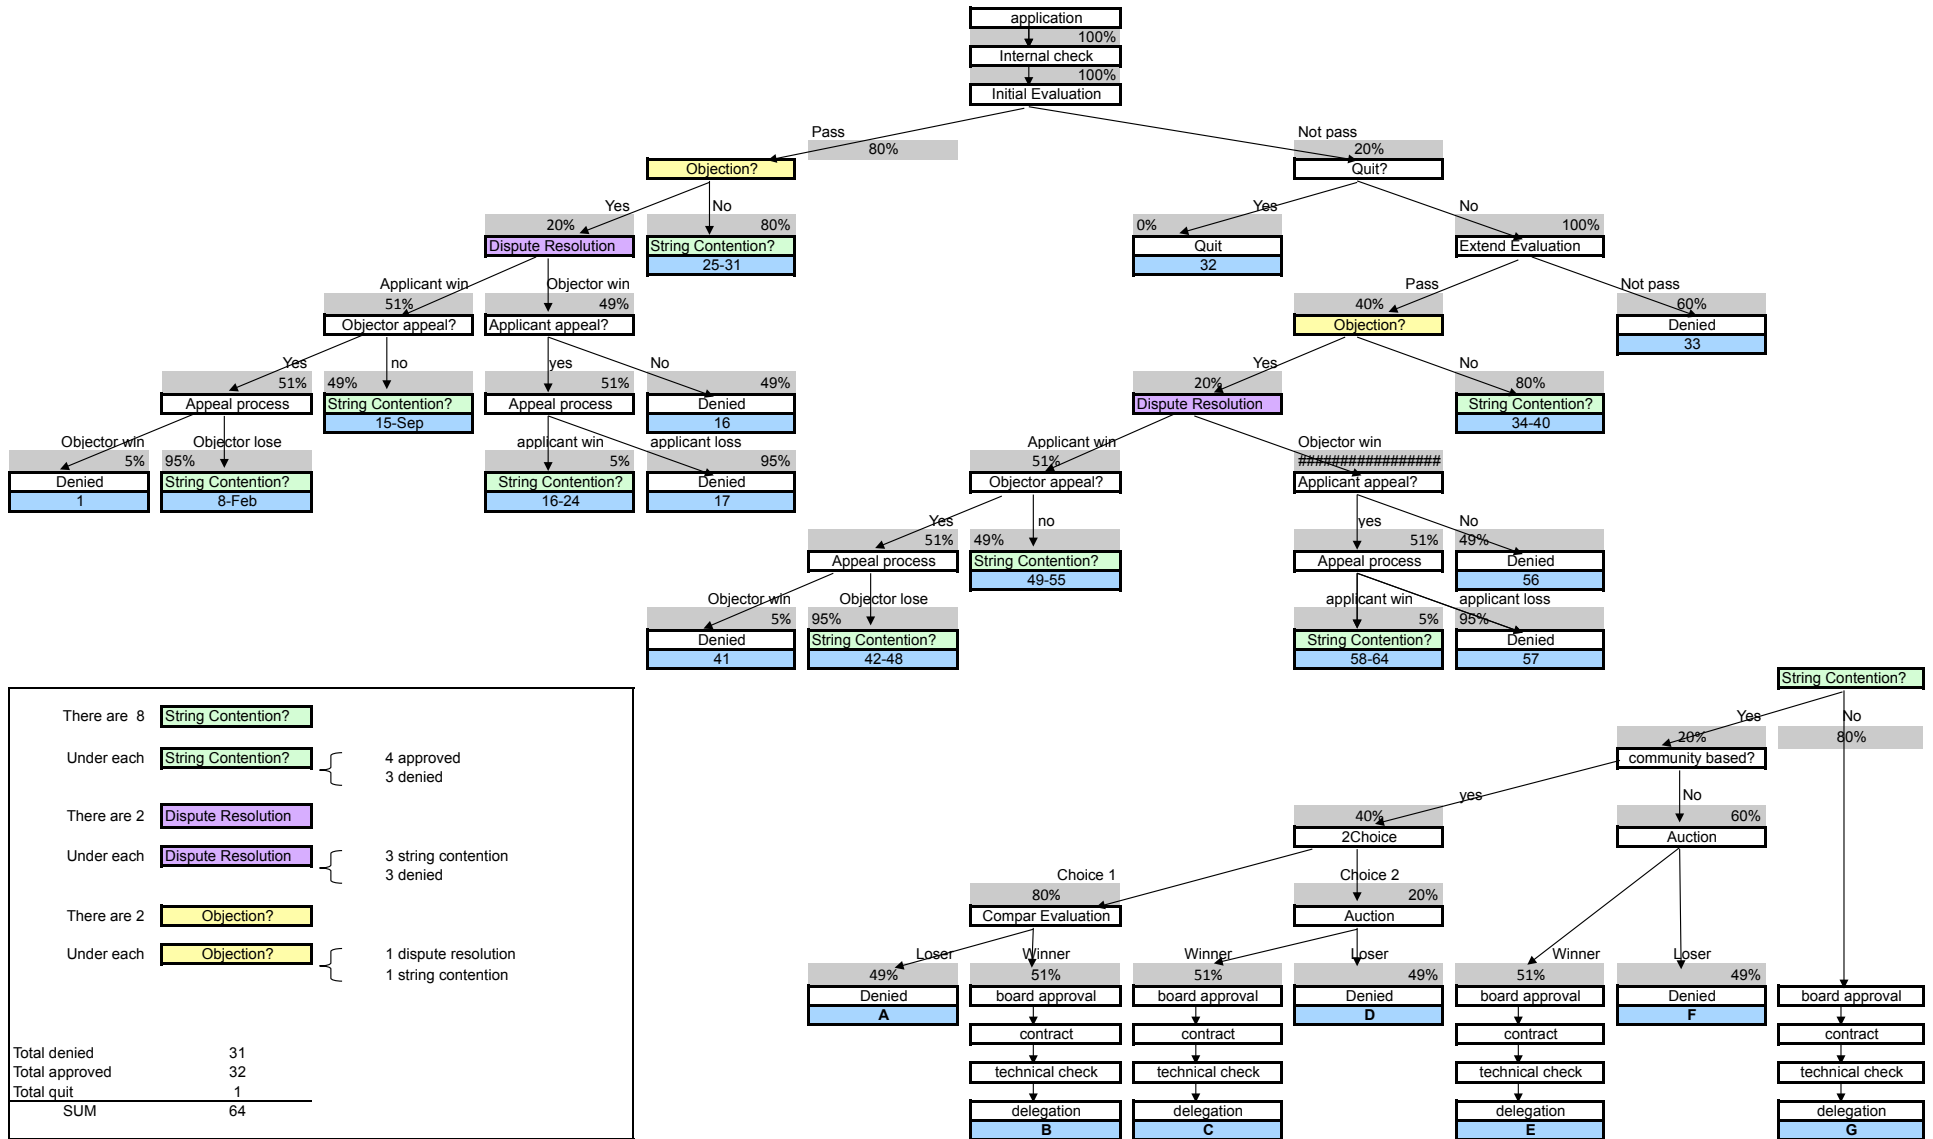 application
100%
Internal check
100%
Initial Evaluation
Pass Not pass
80% 20%
Objection? Quit?
Yes No Yes No
20% 80% 0% 100%
Dispute Resolution String Contention? Quit Extend Evaluation
25-31 32
Applicant win Objector win Pass Not pass
51% 49% 40% 60%
Objector appeal? Applicant appeal? Objection? Denied
33
Yes no yes No Yes No
51% 49% 51% 49% 20% 80%
Appeal process String Contention? Appeal process Denied Dispute Resolution String Contention?
15-Sep 16 34-40
Objector win Objector lose applicant win applicant loss Applicant win Objector win
5% 95% 5% 95% 51% #################
Denied String Contention? String Contention? Denied Objector appeal? Applicant appeal?
1 8-Feb 16-24 17
Yes no yes No
51% 49% 51% 49%
Appeal process String Contention? Appeal process Denied
49-55 56
Objector win Objector lose applicant win applicant loss
5% 95% 5% 95%
Denied String Contention? String Contention? Denied
41 42-48 58-64 57
String Contention?
Yes No
20% 80%
community based?
yes No
40% 60%
2Choice Auction
Choice 1 Choice 2
80% 20%
Compar Evaluation Auction
Loser Winner Winner Loser Winner Loser
49% 51% 51% 49% 51% 49%
Denied board approval board approval Denied board approval Denied board approval
A D F
contract contract contract contract
technical check technical check technical check technical check
delegation delegation delegation delegation
B C E G
There are 8 String Contention?
Under each String Contention? 4 approved
3 denied
There are 2 Dispute Resolution
Under each Dispute Resolution 3 string contention
3 denied
There are 2 Objection?
Under each Objection? 1 dispute resolution
1 string contention
Total denied 31
Total approved 32
Total quit 1
SUM 64